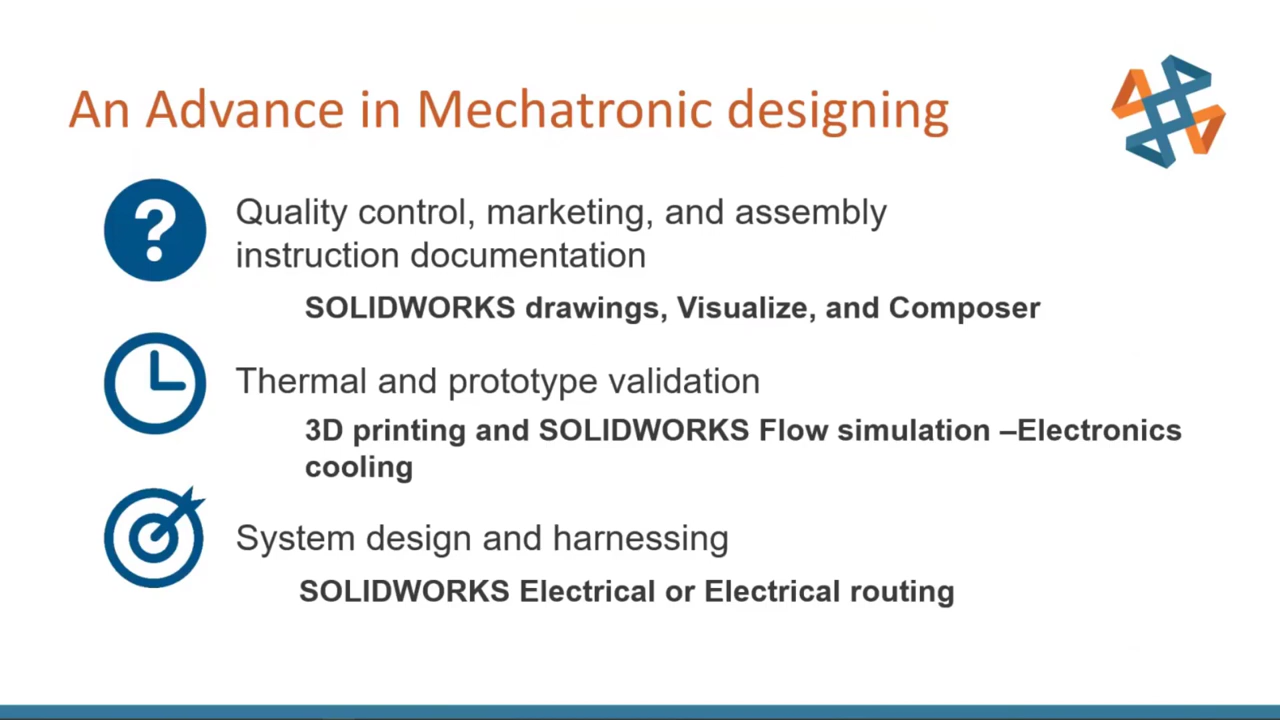 An Advance in Mechatronic designing
?
Quality control, marketing, and assembly
instruction documentation
SOLIDWORKS drawings, Visualize, and Composer
Thermal and prototype validation
3D printing and SOLIDWORKS Flow simulation –Electronics
cooling
System design and harnessing
SOLIDWORKS Electrical or Electrical routing